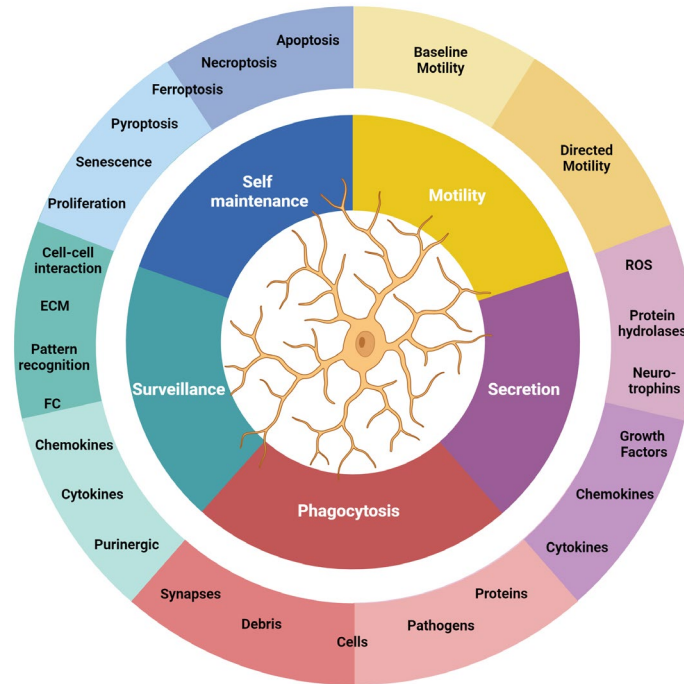 Apoptosis
Necroptosis
Ferroptosis
Pyroptosis
Senescence
Proliferation
Baseline
Motility
Directed
Motility
Self
maintenance
Motility
Cell-cell
interaction
ECM
Pattern
recognition
FC
Chemokines
Cytokines
Purinergic
Surveillance
Secretion
Phagocytosis
ROS
Protein
hydrolases
Neuro-
trophins
Growth
Factors
Chemokines
Cytokines
Synapses
Debris
Cells
Pathogens
Proteins